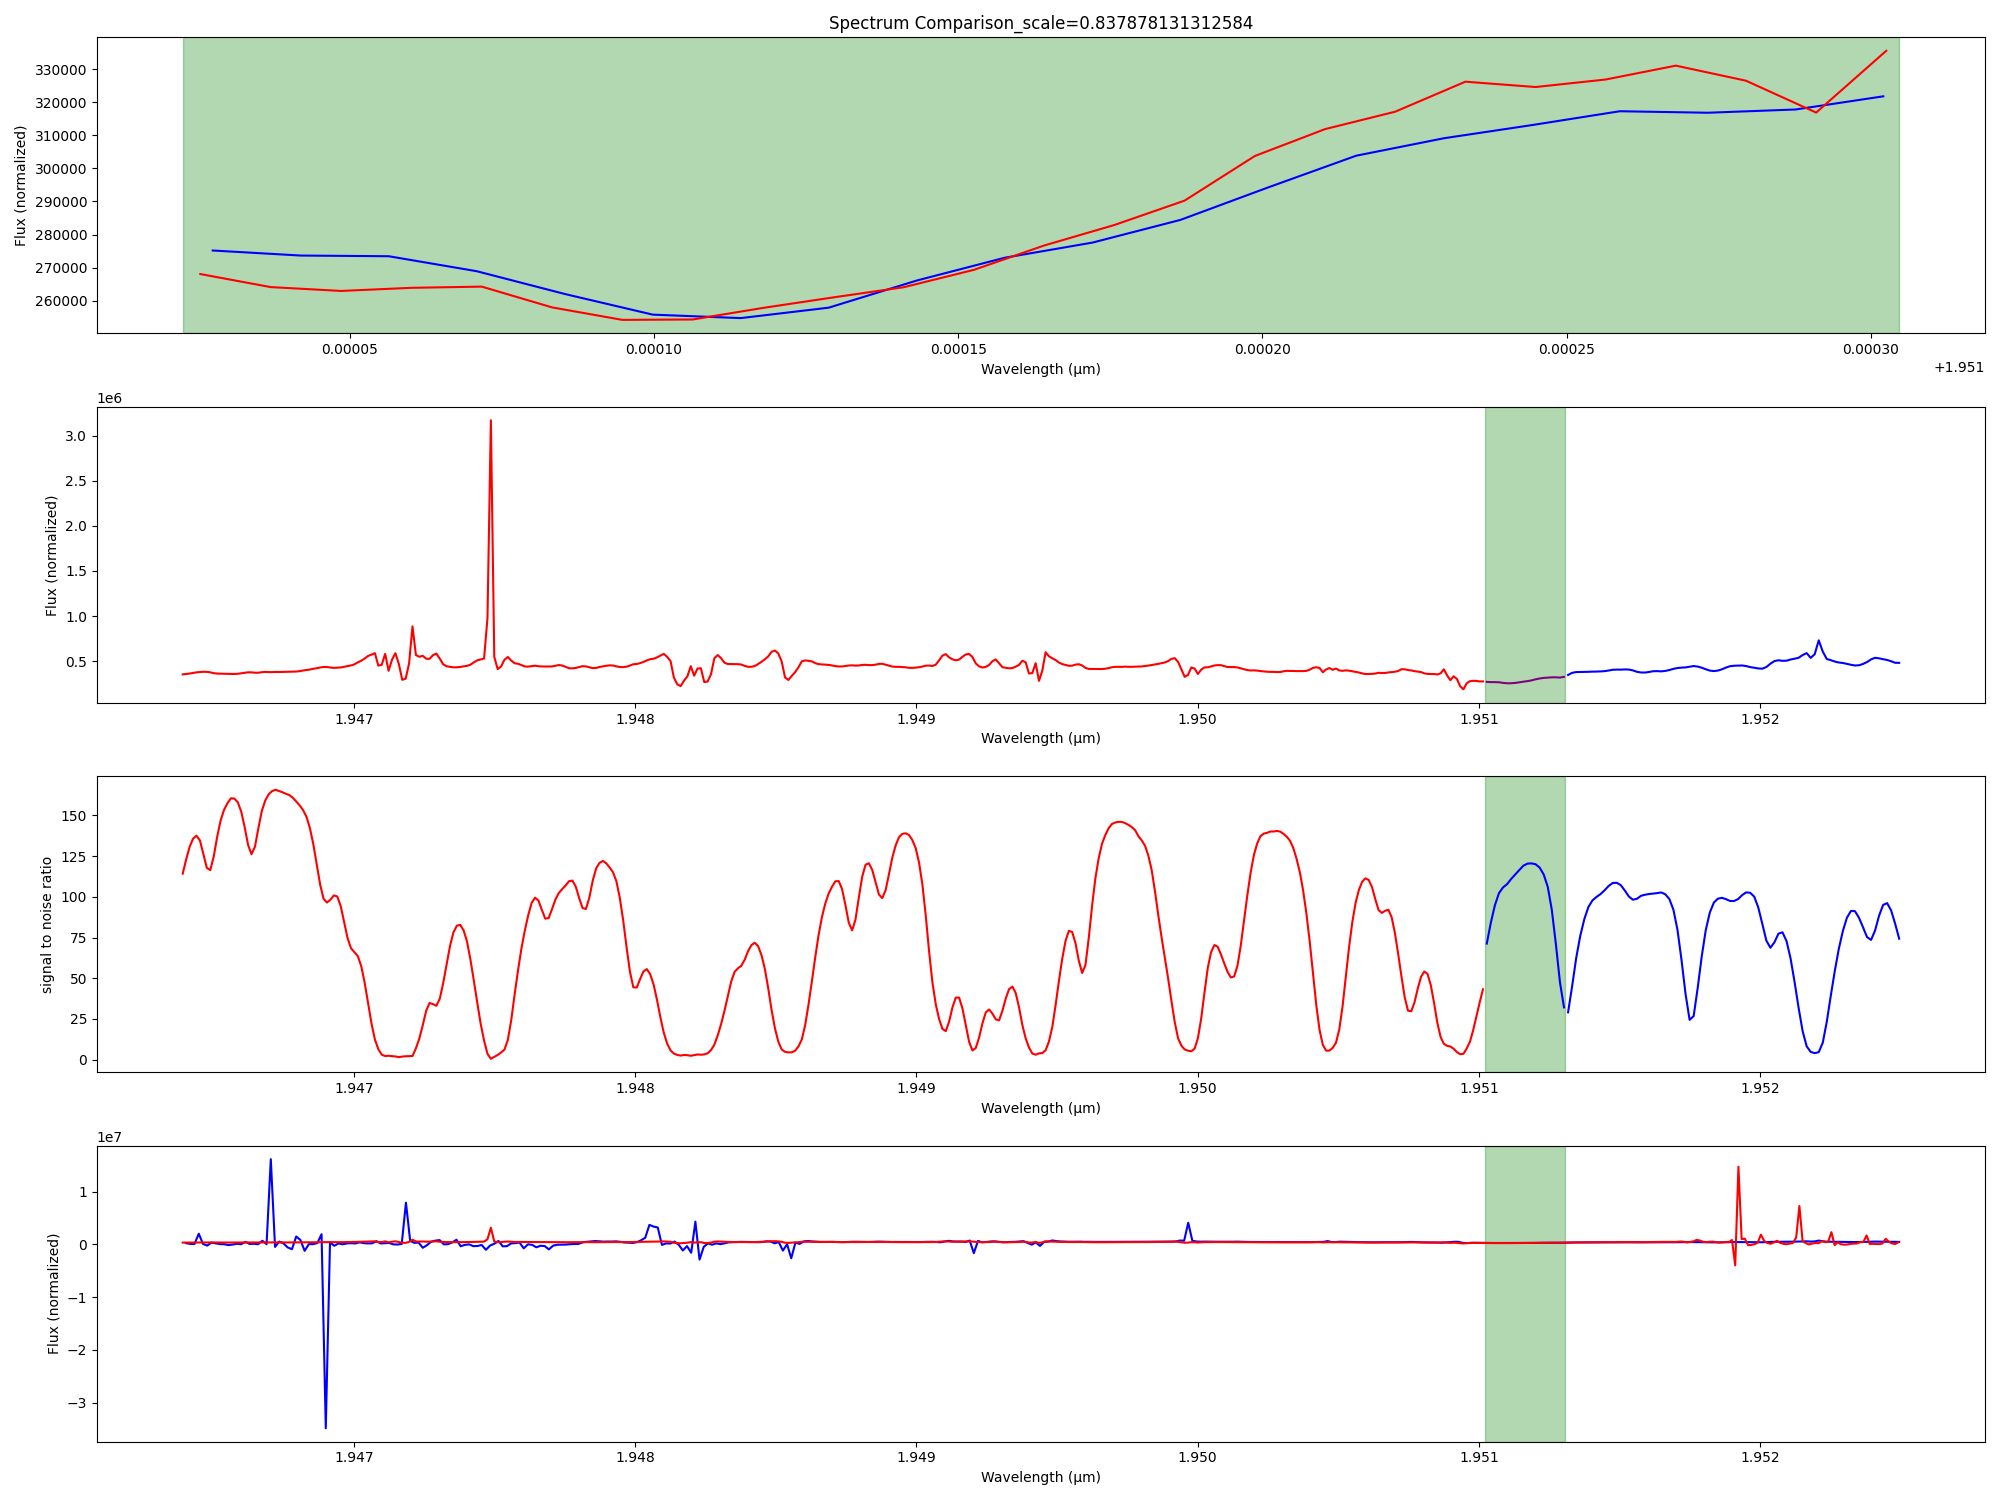 Spectrum Comparison_scale=0.837878131312584
330000
320000
310000
300000
290000
280000
270000
260000
Flux (normalized)
0.00005 0.00010 0.00015 0.00020 0.00025 0.00030
+1.951
Wavelength (μm)
1e6
3.0
2.5
2.0
1.5
1.0
0.5
Flux (normalized)
1.947 1.948 1.949 1.950 1.951 1.952
Wavelength (μm)
150
125
100
75
50
25
0
signal to noise ratio
1.947 1.948 1.949 1.950 1.951 1.952
Wavelength (μm)
1e7
1
0
−1
−2
−3
Flux (normalized)
1.947 1.948 1.949 1.950 1.951 1.952
Wavelength (μm)